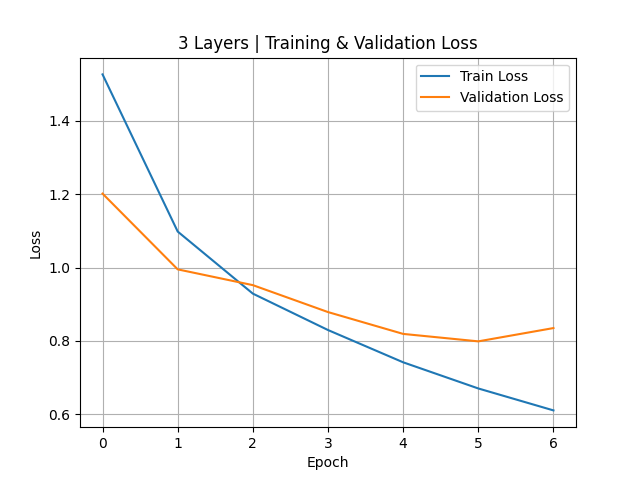 3 Layers | Training & Validation Loss
Train Loss
Validation Loss
Loss
1.4
1.2
1.0
0.8
0.6
0 1 2 3 4 5 6
Epoch